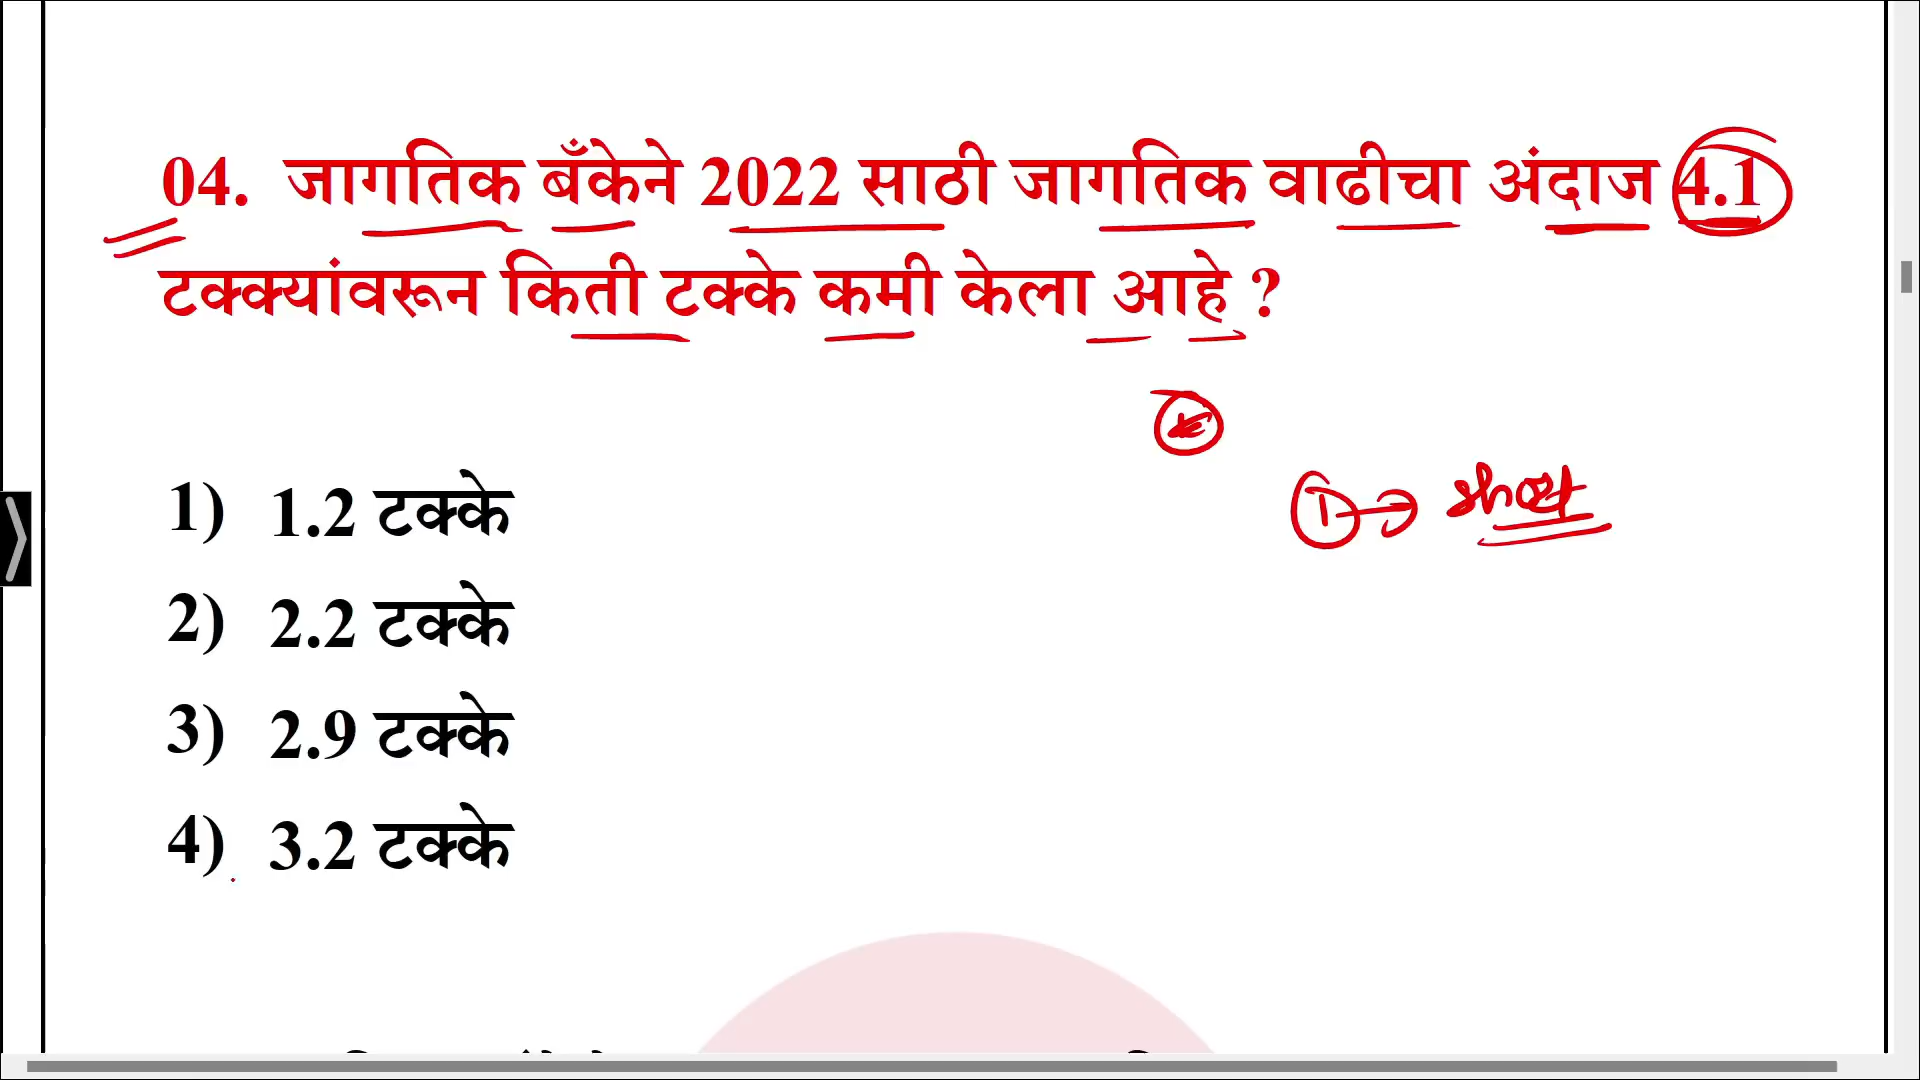 04. जागतिक बँकेने 2022 साठी जागतिक वाढीचा अंदाज 4.1
टक्क्यांवरून किती टक्के कमी केला आहे ?
1) 1.2 टक्के
2) 2.2 टक्के
3) 2.9 टक्के
4) 3.2 टक्के